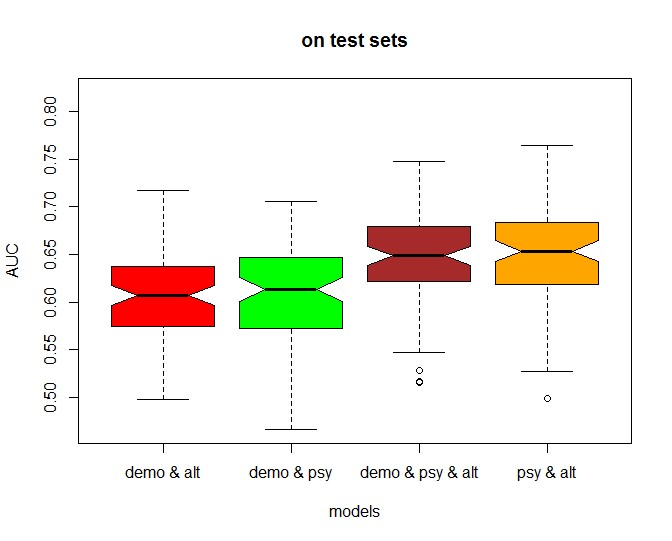 on test sets
AUC
0.80
0.75
0.70
0.65
0.60
0.55
0.50
demo & alt demo & psy demo & psy & alt psy & alt
models